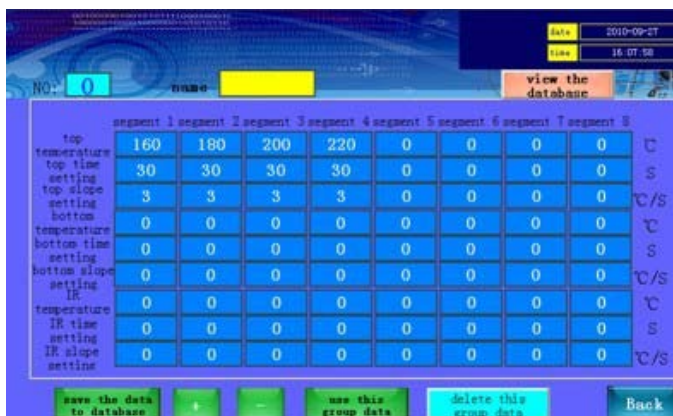 date 2010-09-27
time 16:07:58
NO: 0 name view the
database
segment 1 segment 2 segment 3 segment 4 segment 5 segment 6 segment 7 segment 8
top
temperature 160 180 200 220 0 0 0 0 ℃
top time
setting 30 30 30 30 0 0 0 0 S
top slope
setting 3 3 3 3 0 0 0 0 ℃/S
bottom
temperature 0 0 0 0 0 0 0 0 ℃
bottom time
setting 0 0 0 0 0 0 0 0 S
bottom slope
setting 0 0 0 0 0 0 0 0 ℃/S
IR
temperature 0 0 0 0 0 0 0 0 ℃
IR time
setting 0 0 0 0 0 0 0 0 S
IR slope
setting 0 0 0 0 0 0 0 0 ℃/S
save the data
to database + - use this
group data delete this
group data Back